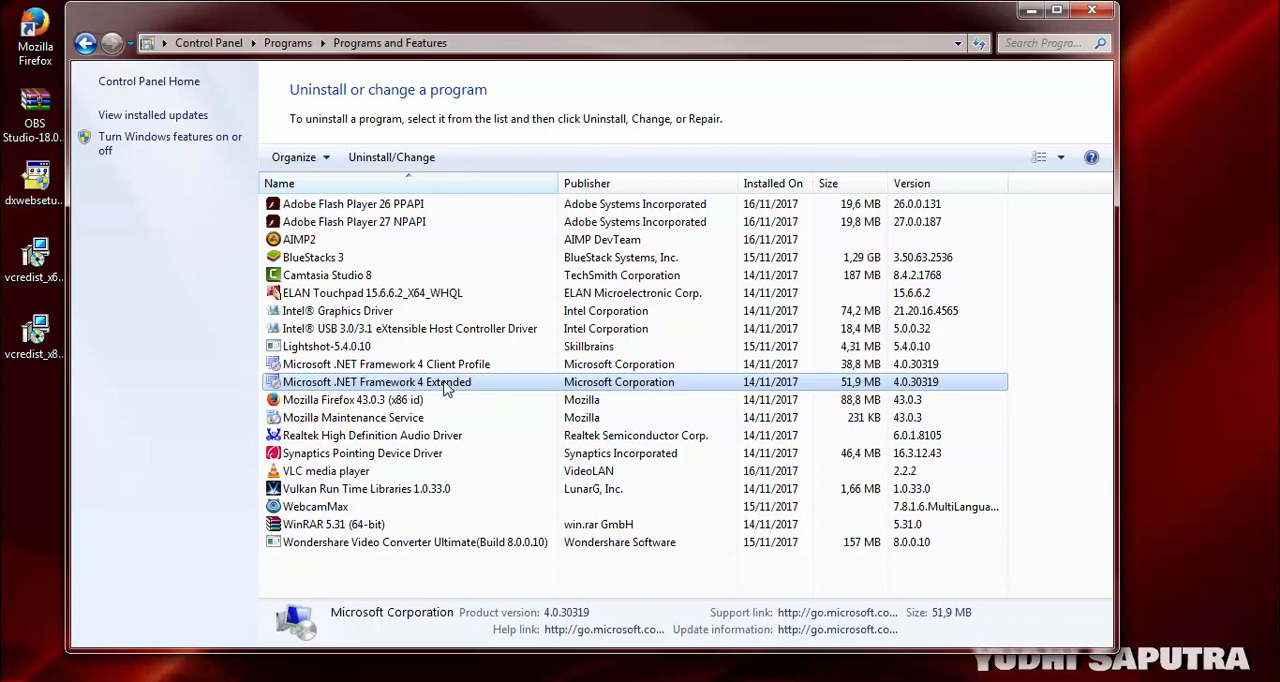 Mozilla
Firefox
OBS
Studio-18.0...
dxwebsetu...
vcredist_x6...
vcredist_x8...
Control Panel Programs Programs and Features
Search Progra...
Control Panel Home
View installed updates
Turn Windows features on or
off
Uninstall or change a program
To uninstall a program, select it from the list and then click Uninstall, Change, or Repair.
Organize Uninstall/Change
Name Publisher Installed On Size Version
Adobe Flash Player 26 PPAPI Adobe Systems Incorporated 16/11/2017 19,6 MB 26.0.0.131
Adobe Flash Player 27 NPAPI Adobe Systems Incorporated 16/11/2017 19,8 MB 27.0.0.187
AIMP2 AIMP DevTeam 16/11/2017
BlueStacks 3 BlueStack Systems, Inc. 15/11/2017 1,29 GB 3.50.63.2536
Camtasia Studio 8 TechSmith Corporation 14/11/2017 187 MB 8.4.2.1768
ELAN Touchpad 15.6.6.2_X64_WHQL ELAN Microelectronic Corp. 14/11/2017 15.6.6.2
Intel® Graphics Driver Intel Corporation 14/11/2017 74,2 MB 21.20.16.4565
Intel® USB 3.0/3.1 eXtensible Host Controller Driver Intel Corporation 14/11/2017 18,4 MB 5.0.0.32
Lightshot-5.4.0.10 Skillbrains 15/11/2017 4,31 MB 5.4.0.10
Microsoft .NET Framework 4 Client Profile Microsoft Corporation 14/11/2017 38,8 MB 4.0.30319
Microsoft .NET Framework 4 Extended Microsoft Corporation 14/11/2017 51,9 MB 4.0.30319
Mozilla Firefox 43.0.3 (x86 id) Mozilla 14/11/2017 88,8 MB 43.0.3
Mozilla Maintenance Service Mozilla 14/11/2017 231 KB 43.0.3
Realtek High Definition Audio Driver Realtek Semiconductor Corp. 14/11/2017 6.0.1.8105
Synaptics Pointing Device Driver Synaptics Incorporated 14/11/2017 46,4 MB 16.3.12.43
VLC media player VideoLAN 16/11/2017 2.2.2
Vulkan Run Time Libraries 1.0.33.0 LunarG, Inc. 14/11/2017 1,66 MB 1.0.33.0
WebcamMax 15/11/2017 7.8.1.6.MultiLangua...
WinRAR 5.31 (64-bit) win.rar GmbH 14/11/2017 5.31.0
Wondershare Video Converter Ultimate(Build 8.0.0.10) Wondershare Software 15/11/2017 157 MB 8.0.0.10
Microsoft Corporation Product version: 4.0.30319 Support link: http://go.microsoft.co... Size: 51,9 MB
Help link: http://go.microsoft.co... Update information: http://go.microsoft.co...
YUDHI SAPUTRA